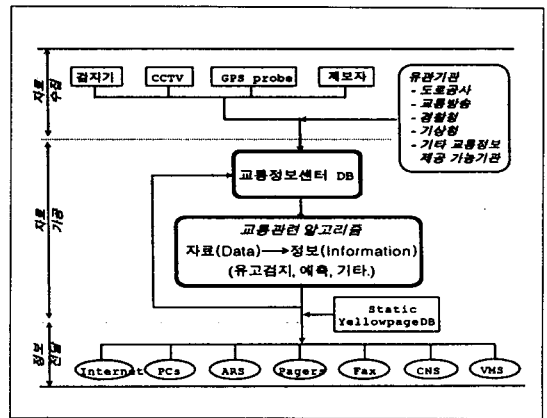 자료
수집
검지기
CCTV
GPS probe
제보자
유관기관
- 도로공사
- 교통방송
- 경찰청
- 기상청
- 기타 교통정보
제공 가능기관
자료
가공
교통정보센터 DB
교통관련 알고리즘
자료(Data) → 정보(Information)
(유고검지, 예측, 기타.)
Static
YellowpageDB
정보
전달
Internet
PCs
ARS
Pagers
Fax
CNS
VMS